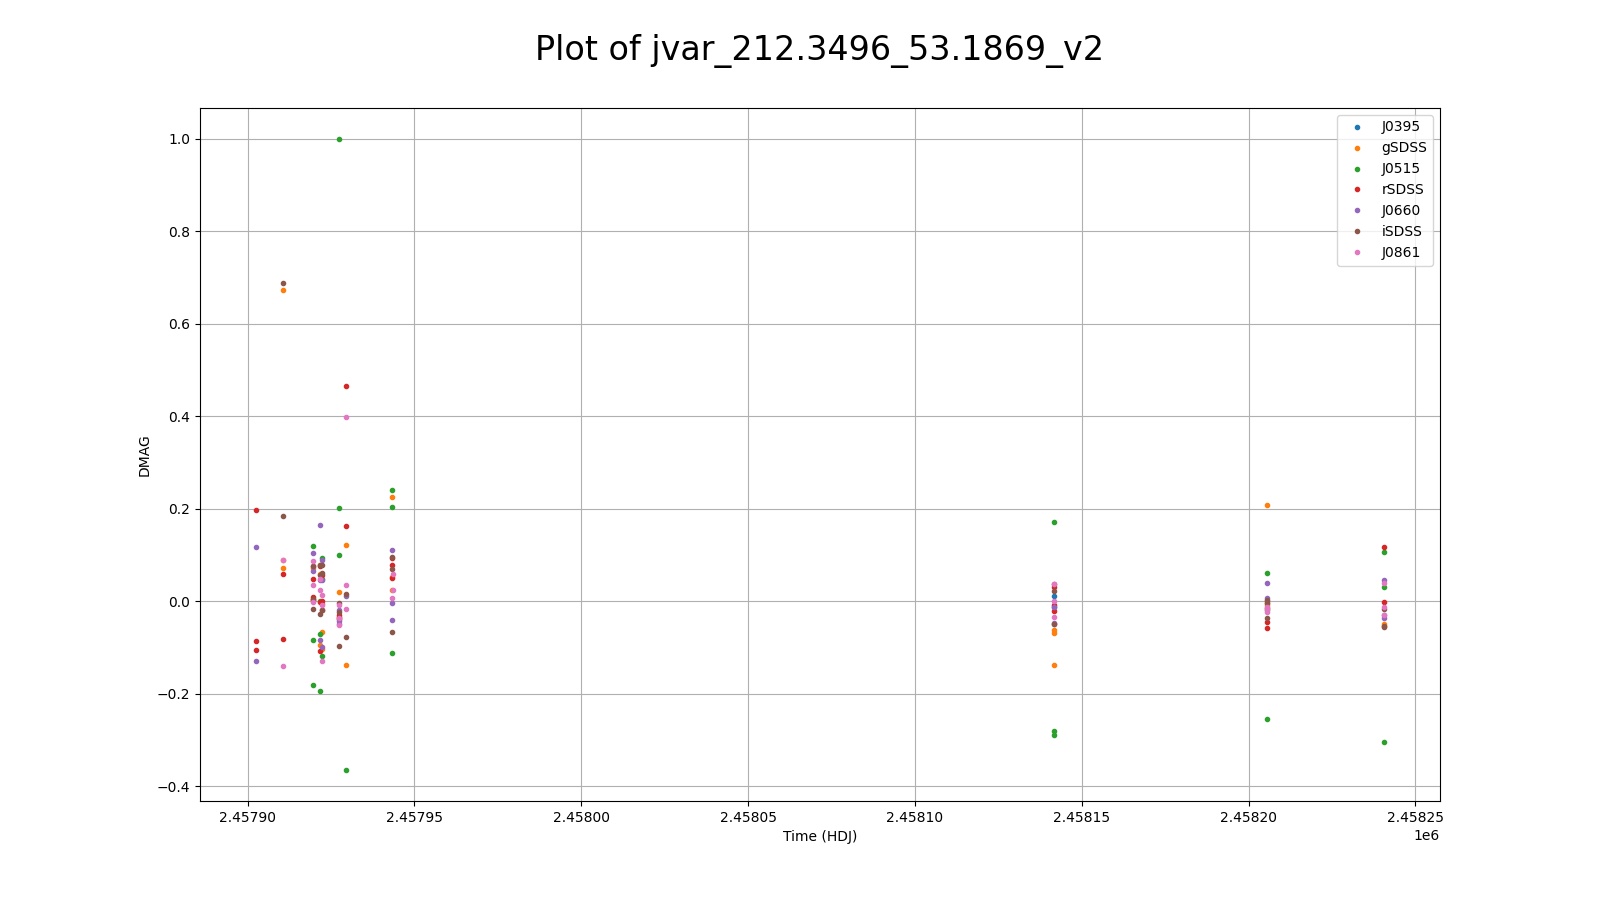 Plot of jvar_212.3496_53.1869_v2
J0395
gSDSS
J0515
rSDSS
J0660
iSDSS
J0861
1.0
0.8
0.6
0.4
0.2
0.0
−0.2
−0.4
DMAG
2.45790 2.45795 2.45800 2.45805 2.45810 2.45815 2.45820 2.45825
Time (HDJ)
1e6